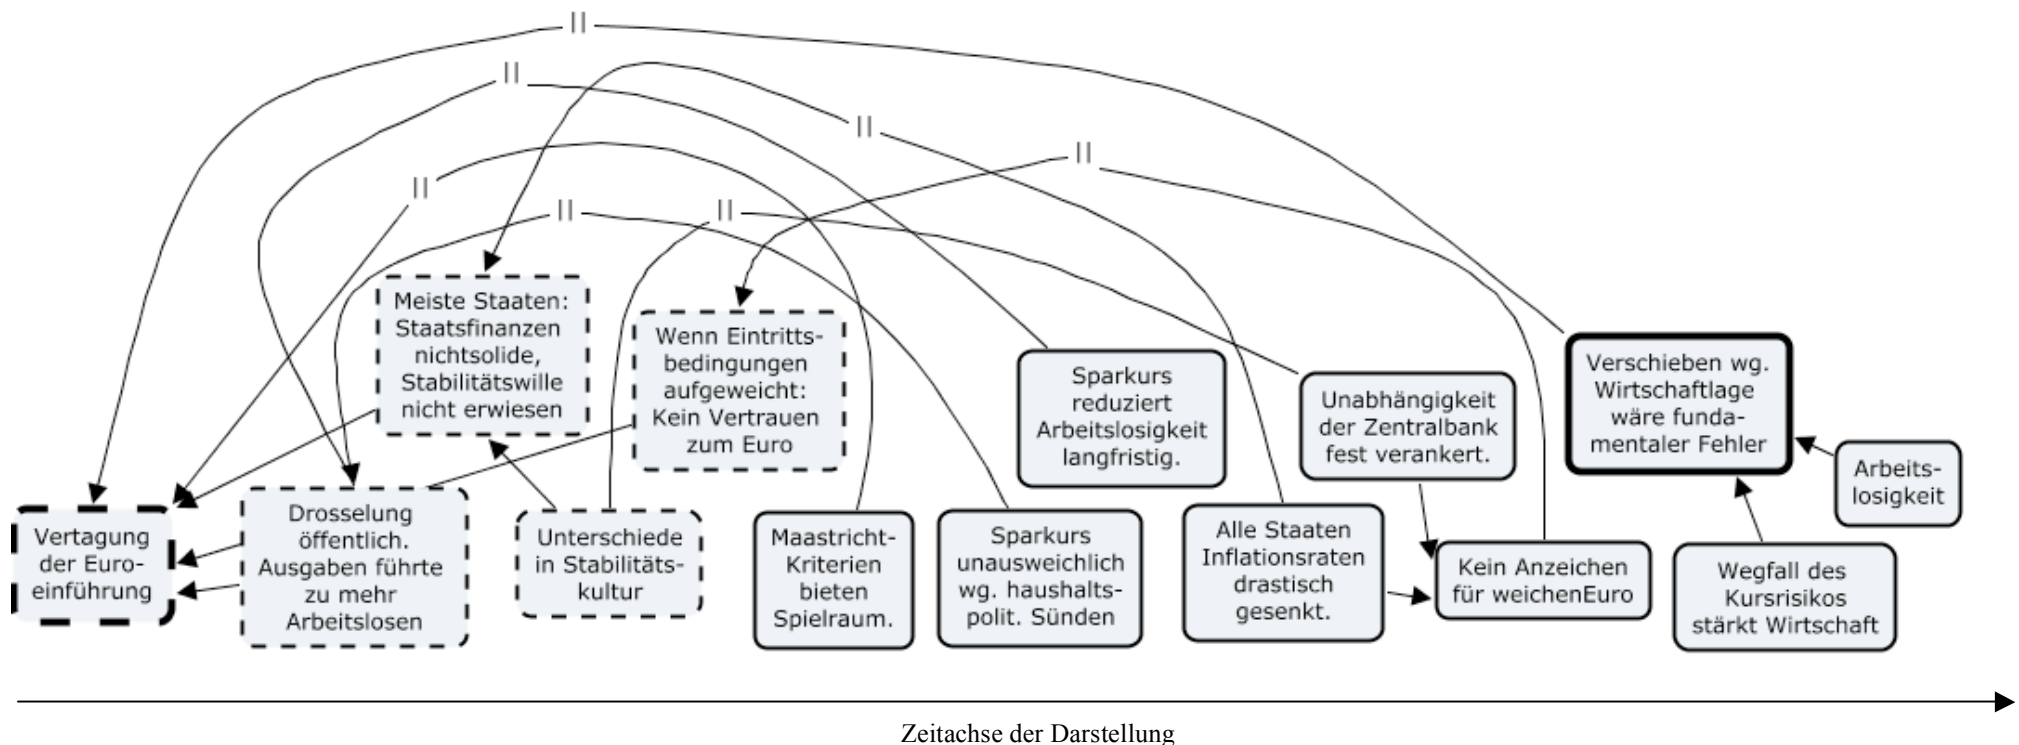 ||
||
||
||
||
||
||
Meiste Staaten:
Staatsfinanzen
nichtsolide,
Stabilitätswille
nicht erwiesen
Wenn Eintritts-
bedingungen
aufgeweicht:
Kein Vertrauen
zum Euro
Sparkurs
reduziert
Arbeitslosigkeit
langfristig.
Unabhängigkeit
der Zentralbank
fest verankert.
Verschieben wg.
Wirtschaftlage
wäre funda-
mentaler Fehler
Arbeits-
losigkeit
Vertagung
der Euro-
einführung
Drosselung
öffentlich.
Ausgaben führte
zu mehr
Arbeitslosen
Unterschiede
in Stabilitäts-
kultur
Maastricht-
Kriterien
bieten
Spielraum.
Sparkurs
unausweichlich
wg. haushalts-
polit. Sünden
Alle Staaten
Inflationsraten
drastisch
gesenkt.
Kein Anzeichen
für weichenEuro
Wegfall des
Kursrisikos
stärkt Wirtschaft
Zeitachse der Darstellung